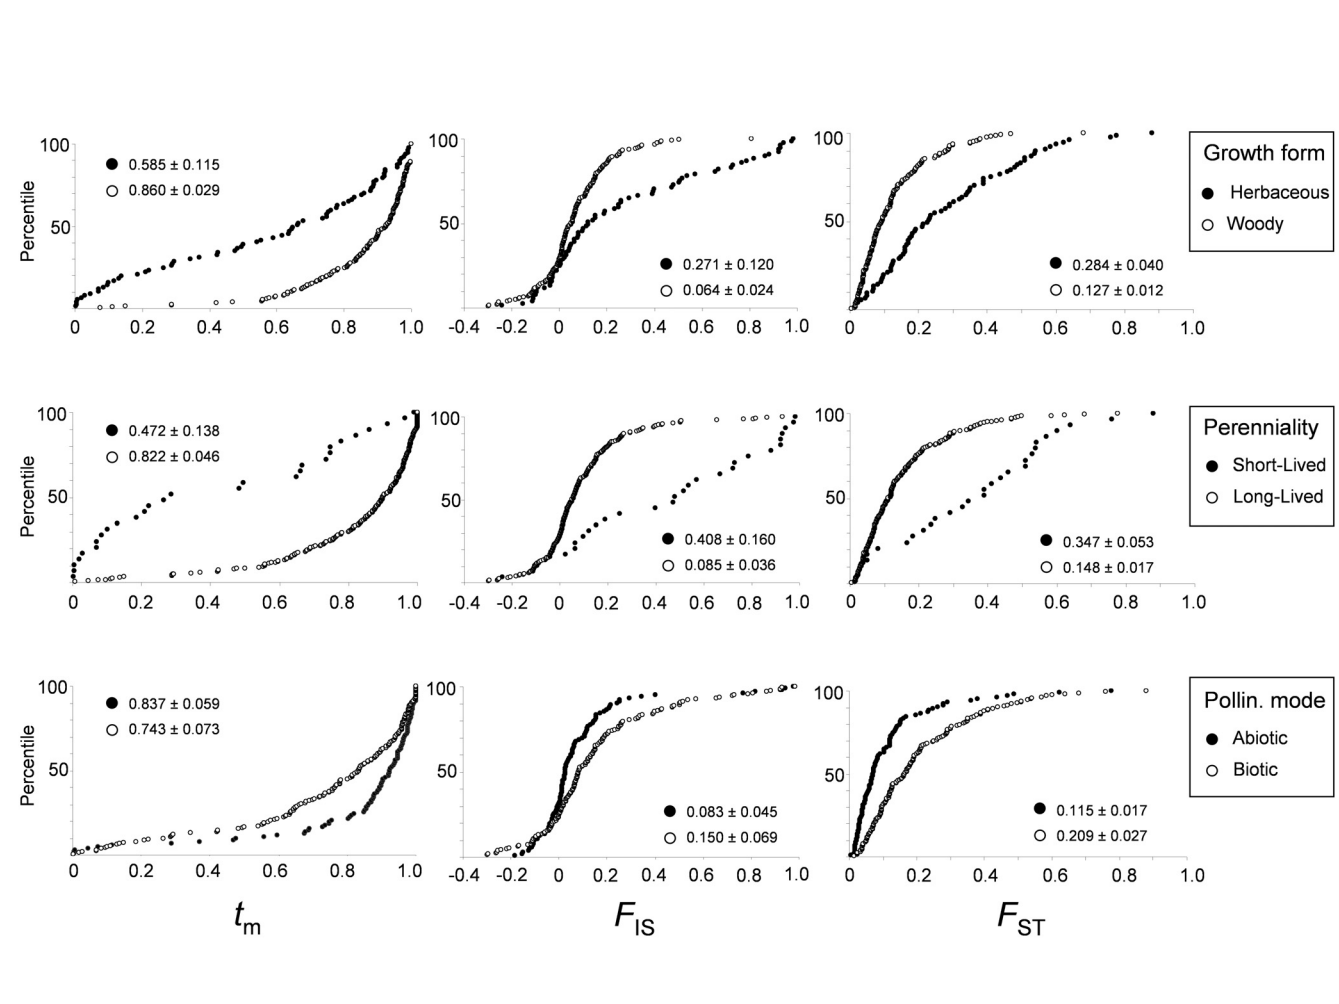 100
50
Percentile
0.585 ± 0.115
0.860 ± 0.029
0 0.2 0.4 0.6 0.8 1.0
100
50
0.271 ± 0.120
0.064 ± 0.024
-0.4 -0.2 0 0.2 0.4 0.6 0.8 1.0
100
50
0.284 ± 0.040
0.127 ± 0.012
0 0.2 0.4 0.6 0.8 1.0
Growth form
Herbaceous
Woody
100
50
Percentile
0.472 ± 0.138
0.822 ± 0.046
0 0.2 0.4 0.6 0.8 1.0
100
50
0.408 ± 0.160
0.085 ± 0.036
-0.4 -0.2 0 0.2 0.4 0.6 0.8 1.0
100
50
0.347 ± 0.053
0.148 ± 0.017
0 0.2 0.4 0.6 0.8 1.0
Perenniality
Short-Lived
Long-Lived
100
50
Percentile
0.837 ± 0.059
0.743 ± 0.073
0 0.2 0.4 0.6 0.8 1.0
100
50
0.083 ± 0.045
0.150 ± 0.069
-0.4 -0.2 0 0.2 0.4 0.6 0.8 1.0
100
50
0.115 ± 0.017
0.209 ± 0.027
0 0.2 0.4 0.6 0.8 1.0
Pollin. mode
Abiotic
Biotic
tm
FIS
FST